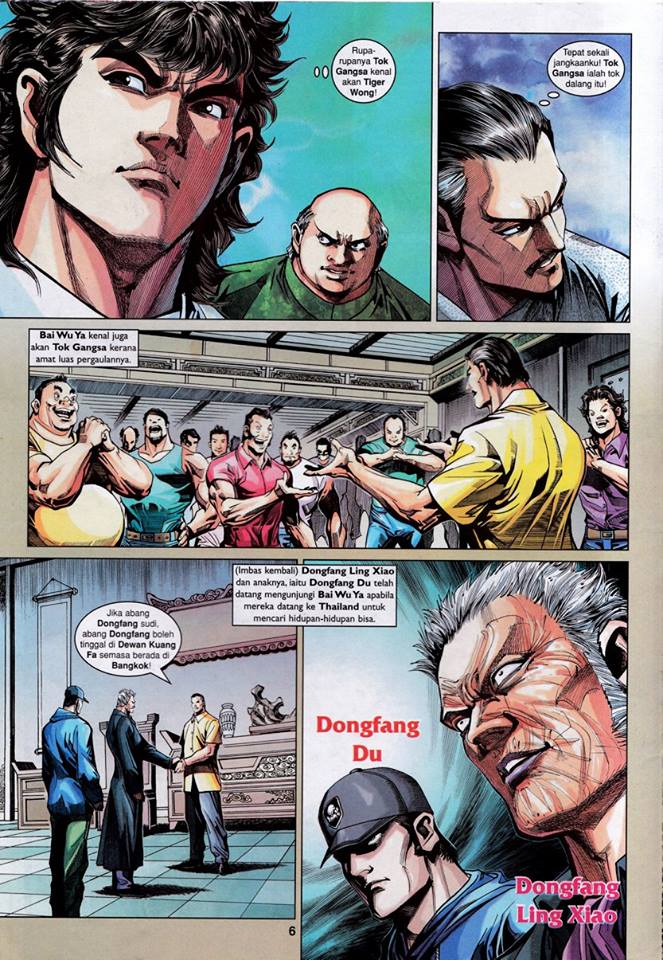 Rupa-
rupanya Tok
Gangsa kenal
akan Tiger
Wong!
Tepat sekali
jangkaanku! Tok
Gangsa ialah tok
dalang itu!
Bai Wu Ya kenal juga
akan Tok Gangsa kerana
amat luas pergaulannya.
(Imbas kembali) Dongfang Ling Xiao
dan anaknya, iaitu Dongfang Du telah
datang mengunjungi Bai Wu Ya apabila
mereka datang ke Thailand untuk
mencari hidupan-hidupan bisa.
Jika abang
Dongfang sudi,
abang Dongfang boleh
tinggal di Dewan Kuang
Fa semasa berada di
Bangkok!
Dongfang
Du
Dongfang
Ling Xiao
6